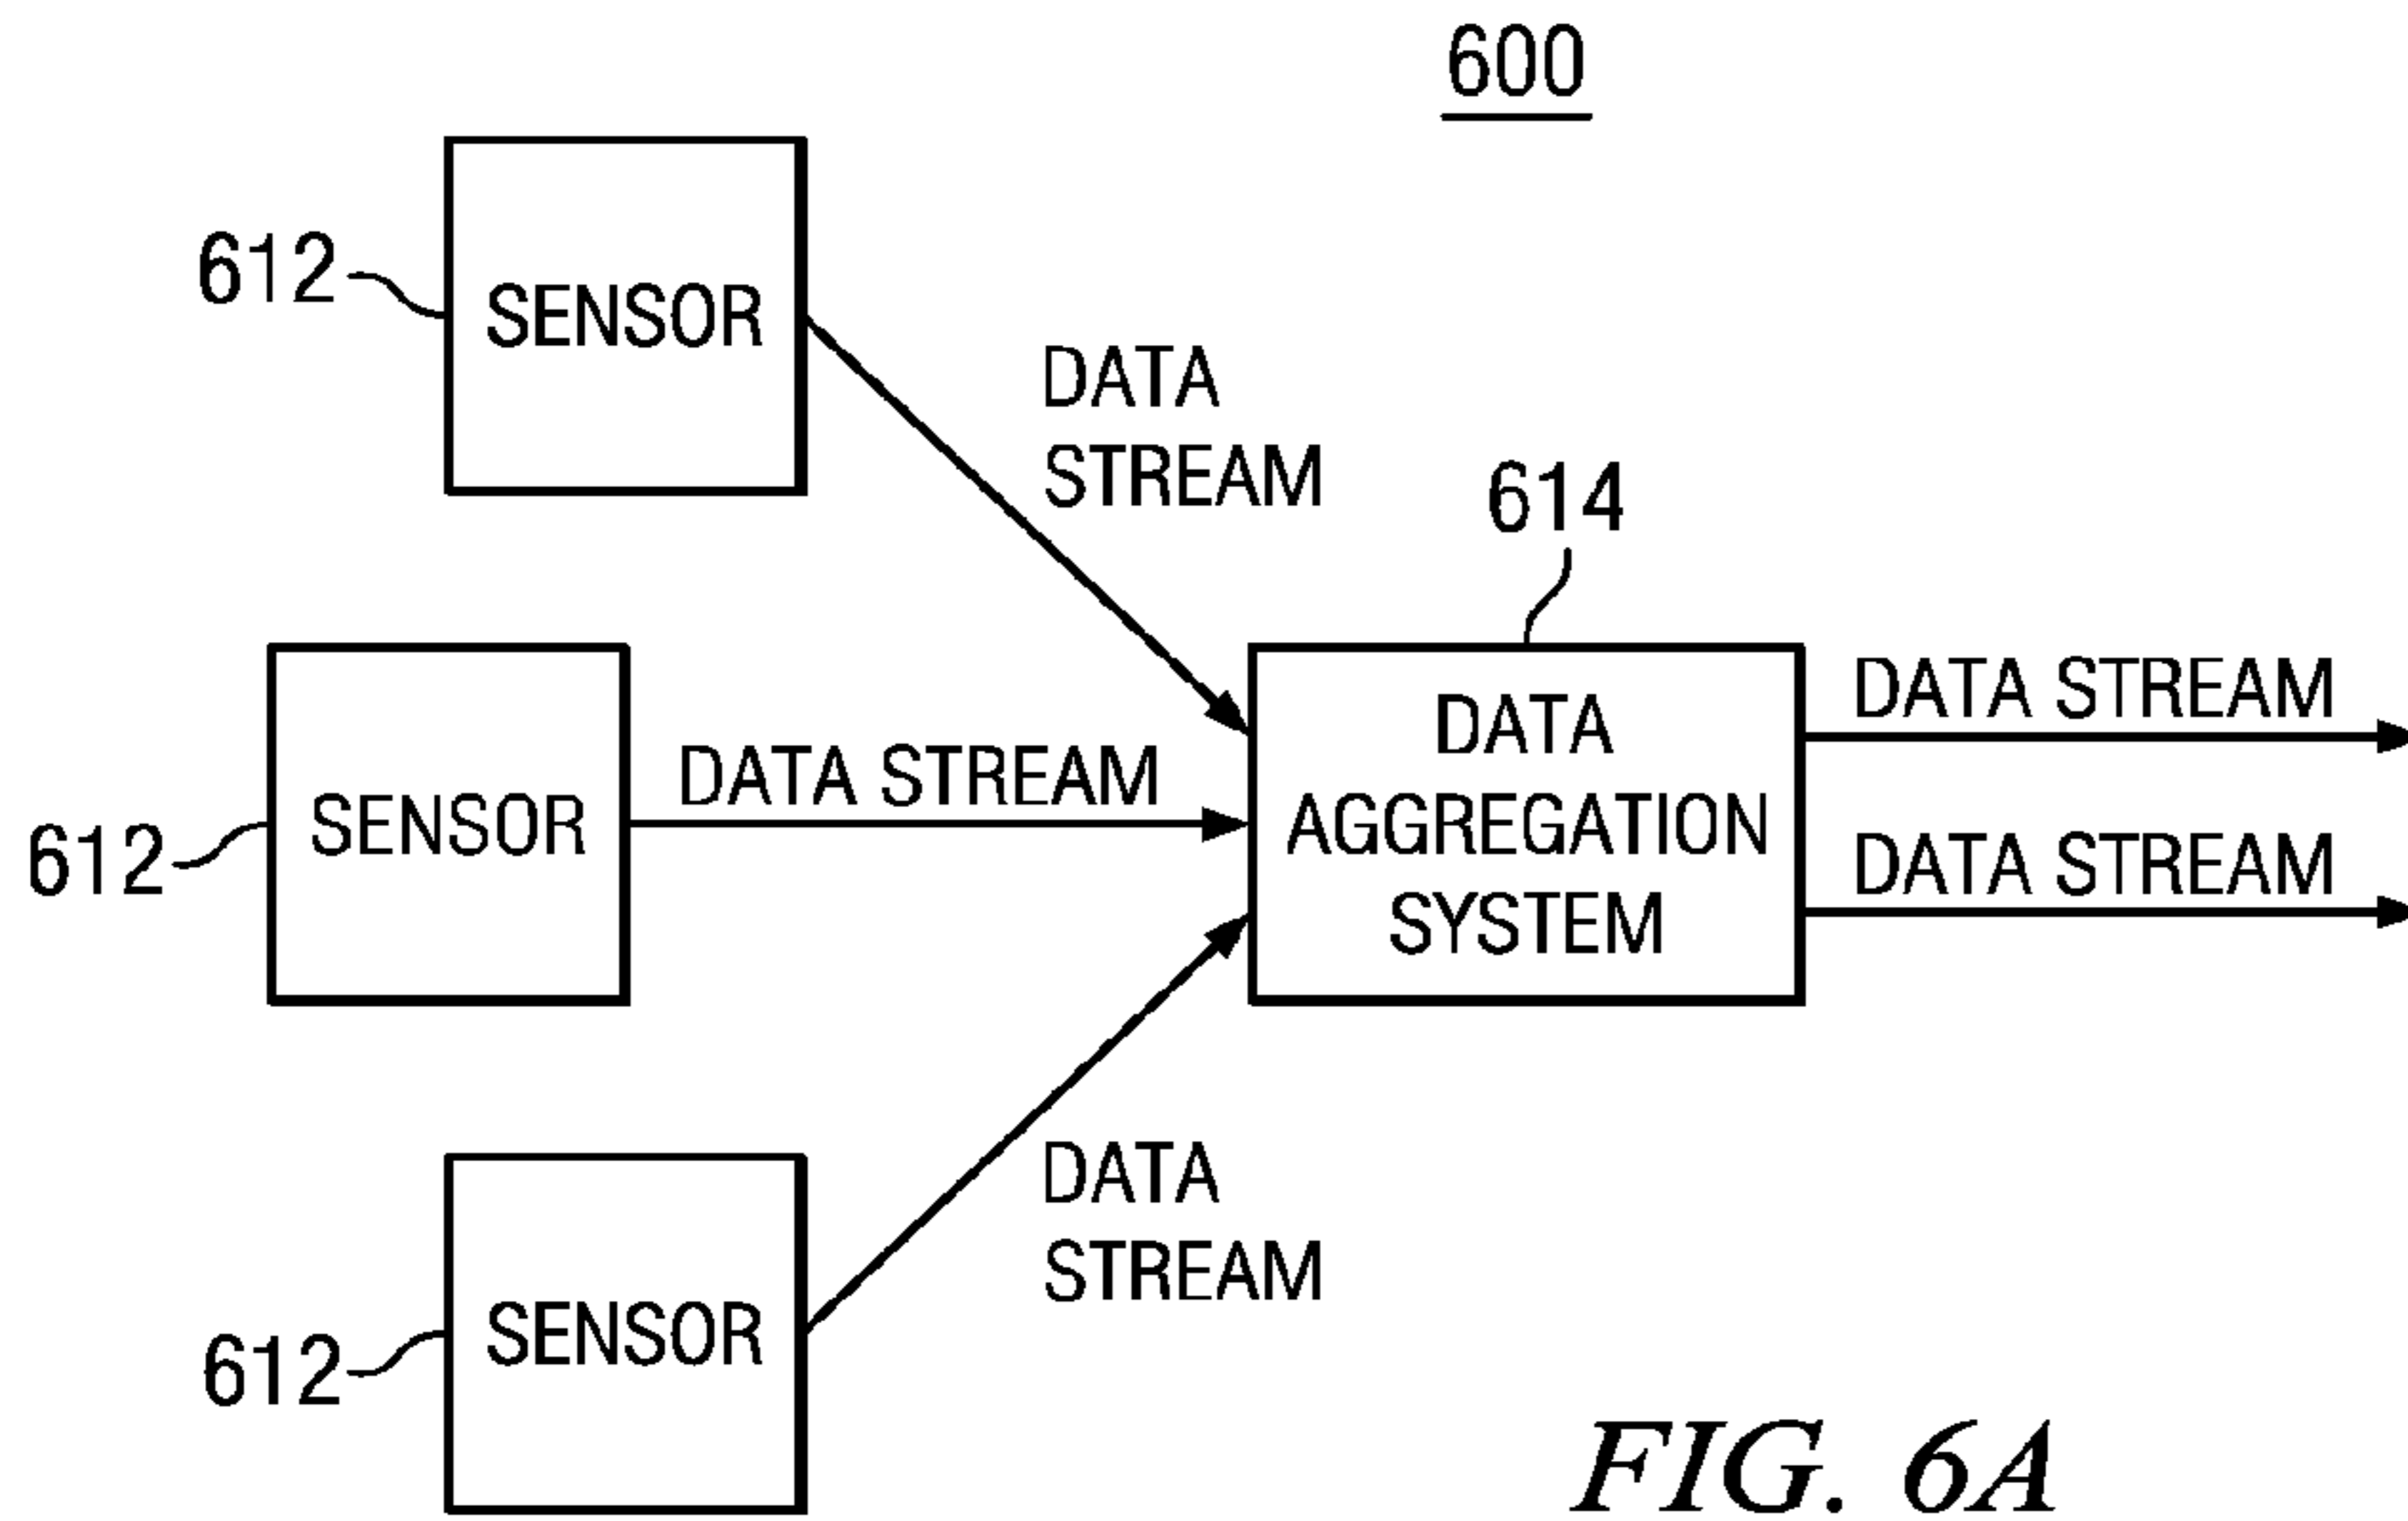 600
612
SENSOR
DATA
STREAM
614
612
SENSOR
DATA STREAM
DATA
AGGREGATION
SYSTEM
DATA STREAM
DATA STREAM
612
SENSOR
DATA
STREAM
FIG. 6A